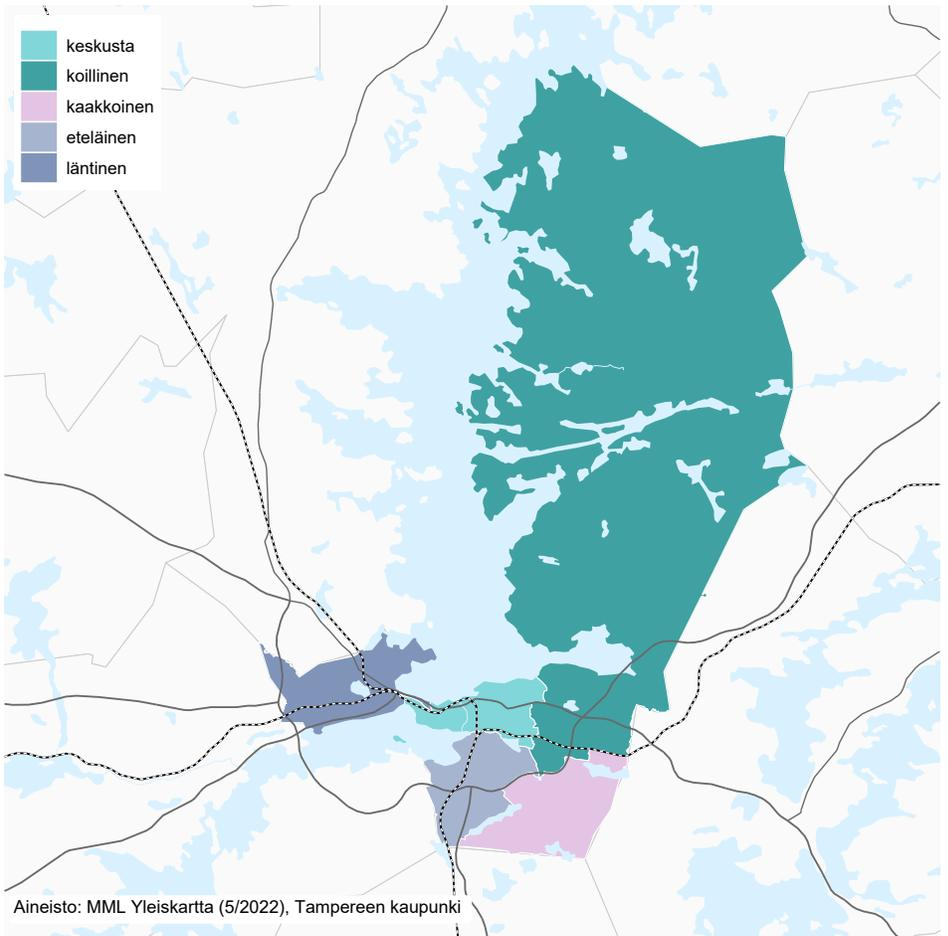 keskusta
koillinen
kaakkoinen
eteläinen
läntinen
Aineisto: MML Yleiskartta (5/2022), Tampereen kaupunki